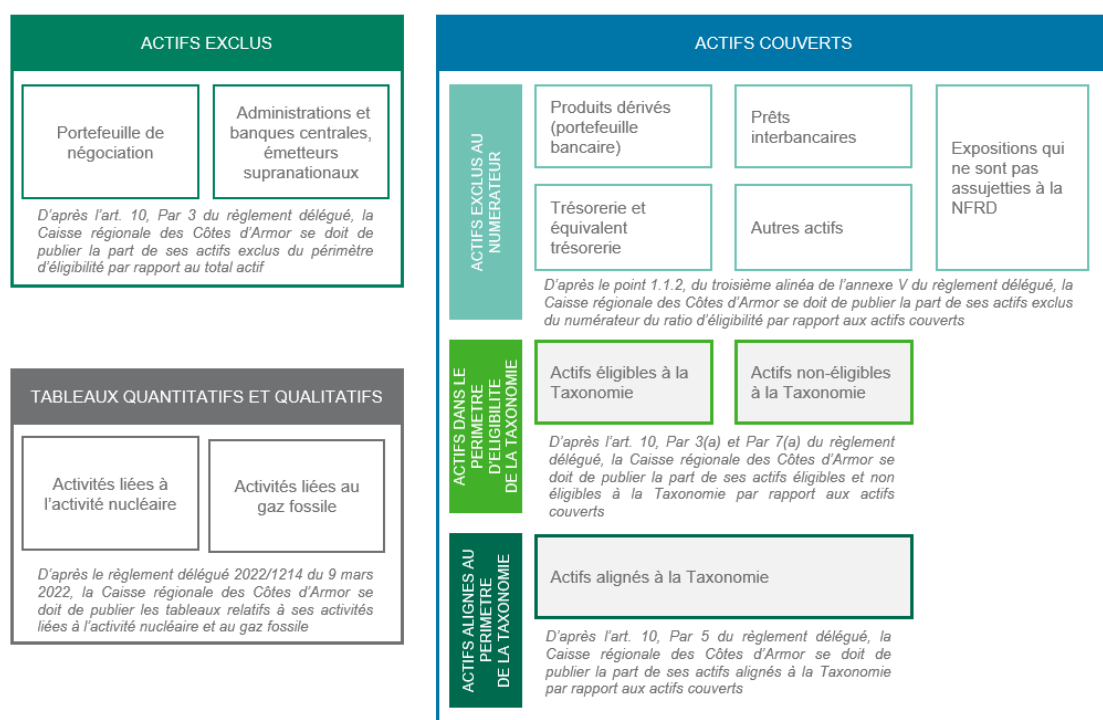 ACTIFS EXCLUS
Portefeuille de
négociation
Administrations et
banques centrales,
émetteurs
supranationaux
D'après l'art. 10, Par 3 du règlement délégué, la
Caisse régionale des Côtes d'Armor se doit de
publier la part de ses actifs exclus du périmètre
d'éligibilité par rapport au total actif
TABLEAUX QUANTITATIFS ET QUALITATIFS
Activités liées à
l'activité nucléaire
Activités liées au
gaz fossile
D'après le règlement délégué 2022/1214 du 9 mars
2022, la Caisse régionale des Côtes d'Armor se
doit de publier les tableaux relatifs à ses activités
liées à l'activité nucléaire et au gaz fossile
ACTIFS COUVERTS
ACTIFS EXCLUS AU
NUMERATEUR
Produits dérivés
(portefeuille
bancaire)
Prêts
interbancaires
Expositions qui
ne sont pas
assujetties à la
NFRD
Trésorerie et
équivalent
trésorerie
Autres actifs
D'après le point 1.1.2, du troisième alinéa de l'annexe V du règlement délégué, la
Caisse régionale des Côtes d'Armor se doit de publier la part de ses actifs exclus
du numérateur du ratio d'éligibilité par rapport aux actifs couverts
ACTIFS DANS LE
PERIMETRE
D'ELIGIBILITE
DE LA TAXONOMIE
Actifs éligibles à la
Taxonomie
Actifs non-éligibles
à la Taxonomie
D'après l'art. 10, Par 3(a) et Par 7(a) du règlement
délégué, la Caisse régionale des Côtes d'Armor se
doit de publier la part de ses actifs éligibles et non
éligibles à la Taxonomie par rapport aux actifs
couverts
ACTIFS ALIGNES AU
PERIMETRE
DE LA TAXONOMIE
Actifs alignés à la Taxonomie
D'après l'art. 10, Par 5 du règlement délégué, la
Caisse régionale des Côtes d'Armor se doit de
publier la part de ses actifs alignés à la Taxonomie
par rapport aux actifs couverts